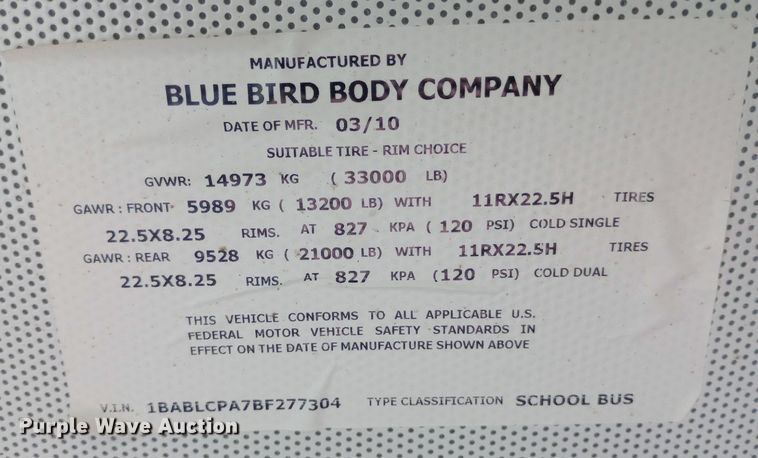 MANUFACTURED BY
BLUE BIRD BODY COMPANY
DATE OF MFR. 03/10
SUITABLE TIRE - RIM CHOICE
GVWR: 14973 KG ( 33000 LB)
GAWR : FRONT 5989 KG ( 13200 LB) WITH 11RX22.5H TIRES
22.5X8.25 RIMS. AT 827 KPA ( 120 PSI) COLD SINGLE
GAWR : REAR 9528 KG ( 21000 LB) WITH 11RX22.5H TIRES
22.5X8.25 RIMS. AT 827 KPA (120 PSI) COLD DUAL
THIS VEHICLE CONFORMS TO ALL APPLICABLE U.S.
FEDERAL MOTOR VEHICLE SAFETY STANDARDS IN
EFFECT ON THE DATE OF MANUFACTURE SHOWN ABOVE
V.I.N. 1BABLCPA7BF277304 TYPE CLASSIFICATION SCHOOL BUS
Purple Wave Auction